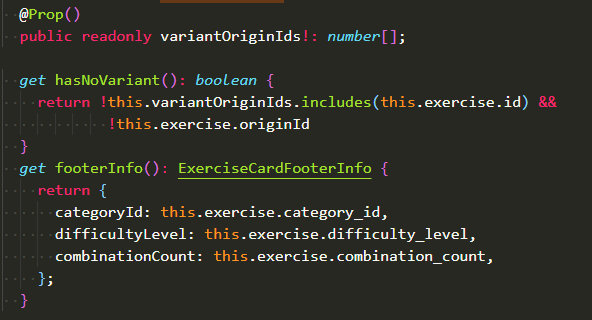 @Prop()
public readonly variantOriginIds!: number[];
get hasNoVariant(): boolean {
return !this.variantOriginIds.includes(this.exercise.id) &&
!this.exercise.originId
}
get footerInfo(): ExerciseCardFooterInfo {
return {
categoryId: this.exercise.category_id,
difficultyLevel: this.exercise.difficulty_level,
combinationCount: this.exercise.combination_count,
};
}